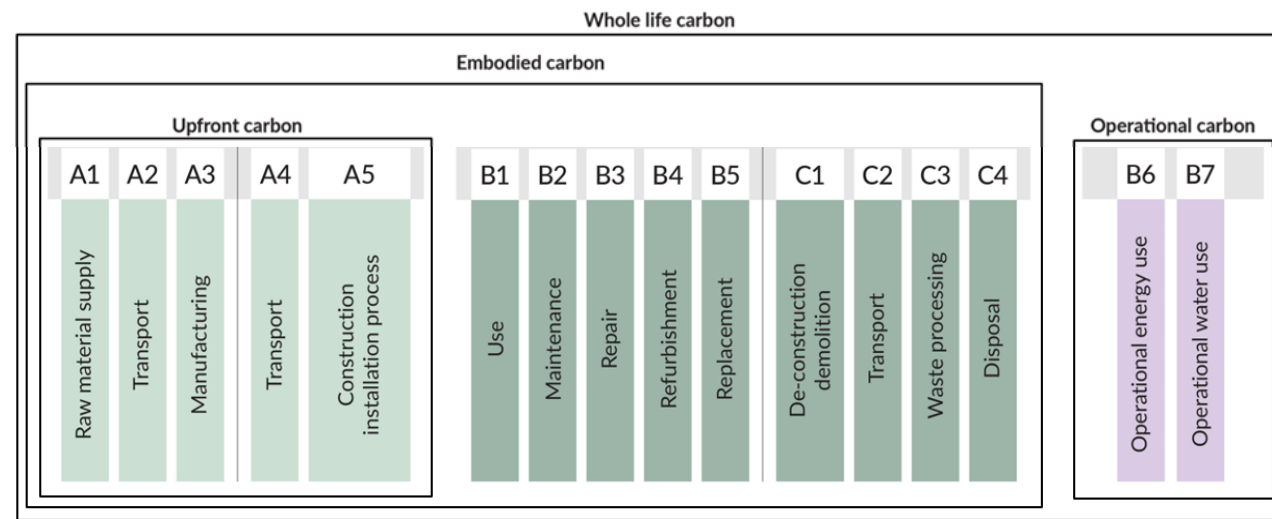 Whole life carbon
Embodied carbon
Upfront carbon
Operational carbon
A1
A2
A3
A4
A5
B1
B2
B3
B4
B5
C1
C2
C3
C4
B6
B7
Raw material supply
Transport
Manufacturing
Transport
Construction
installation process
Use
Maintenance
Repair
Refurbishment
Replacement
De-construction
demolition
Transport
Waste processing
Disposal
Operational energy use
Operational water use